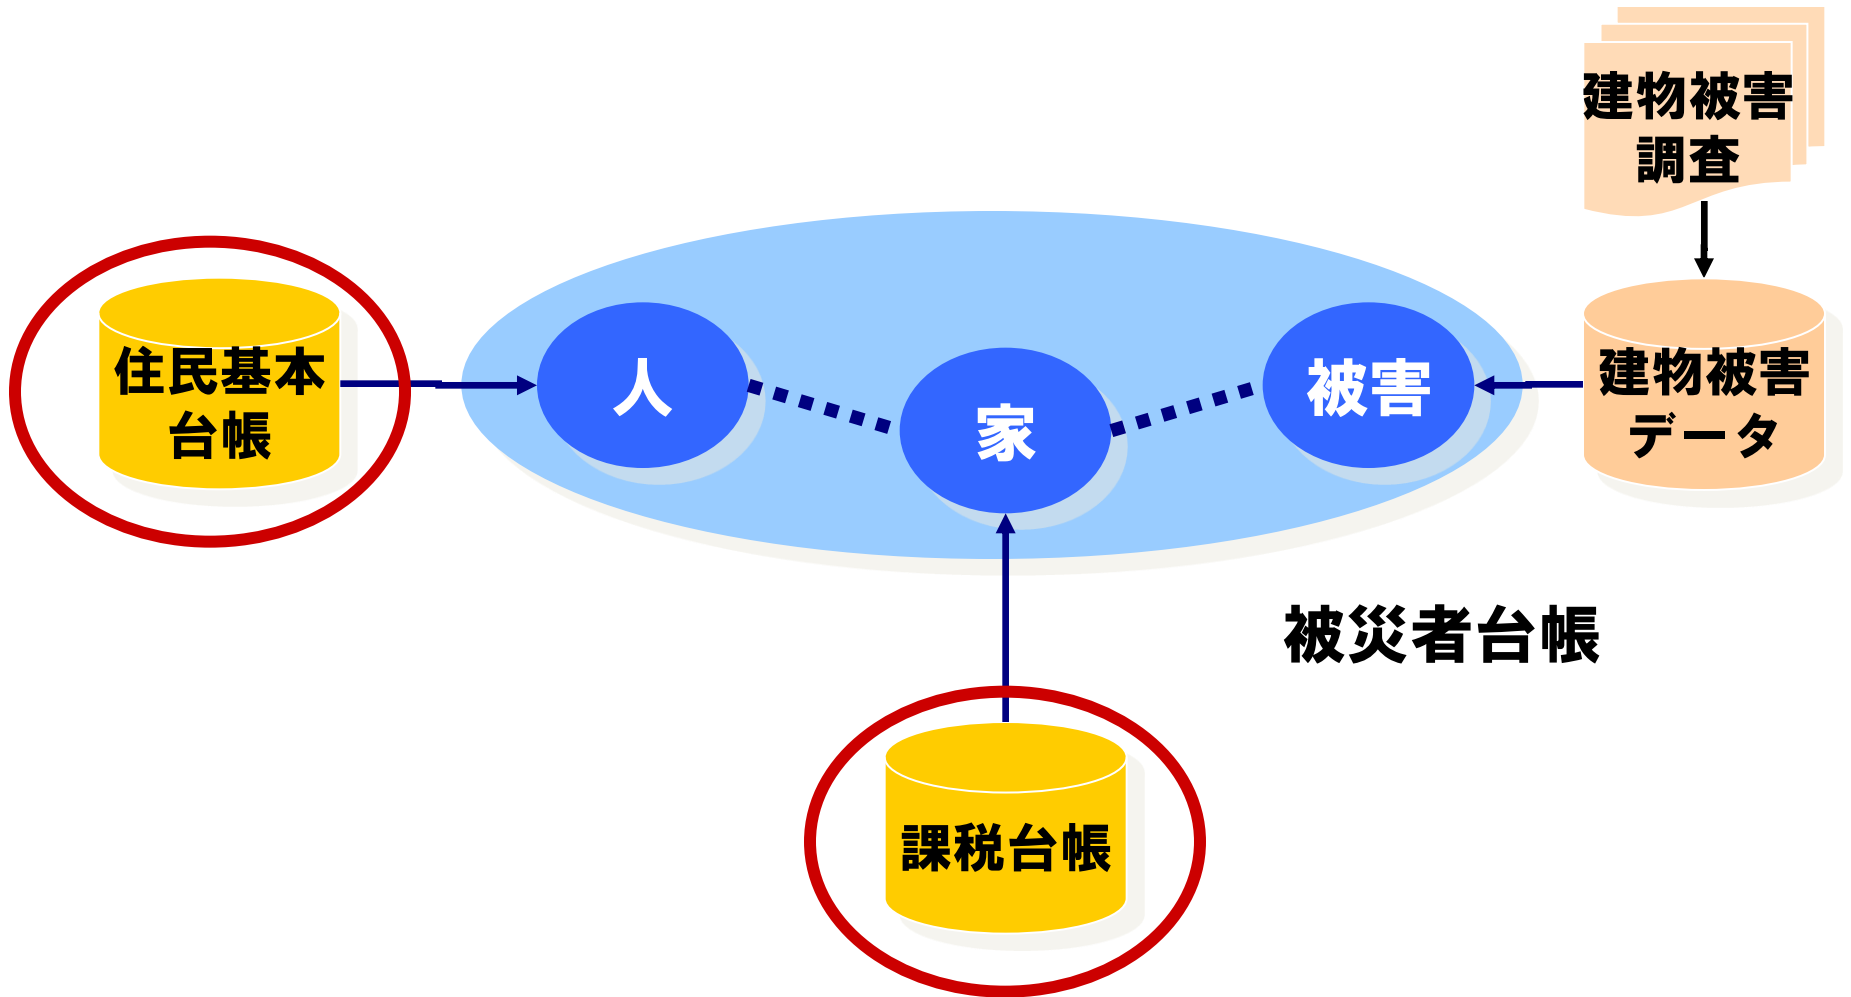 建物被害
調査
住民基本
台帳
人
家
被害
建物被害
データ
被災者台帳
課税台帳